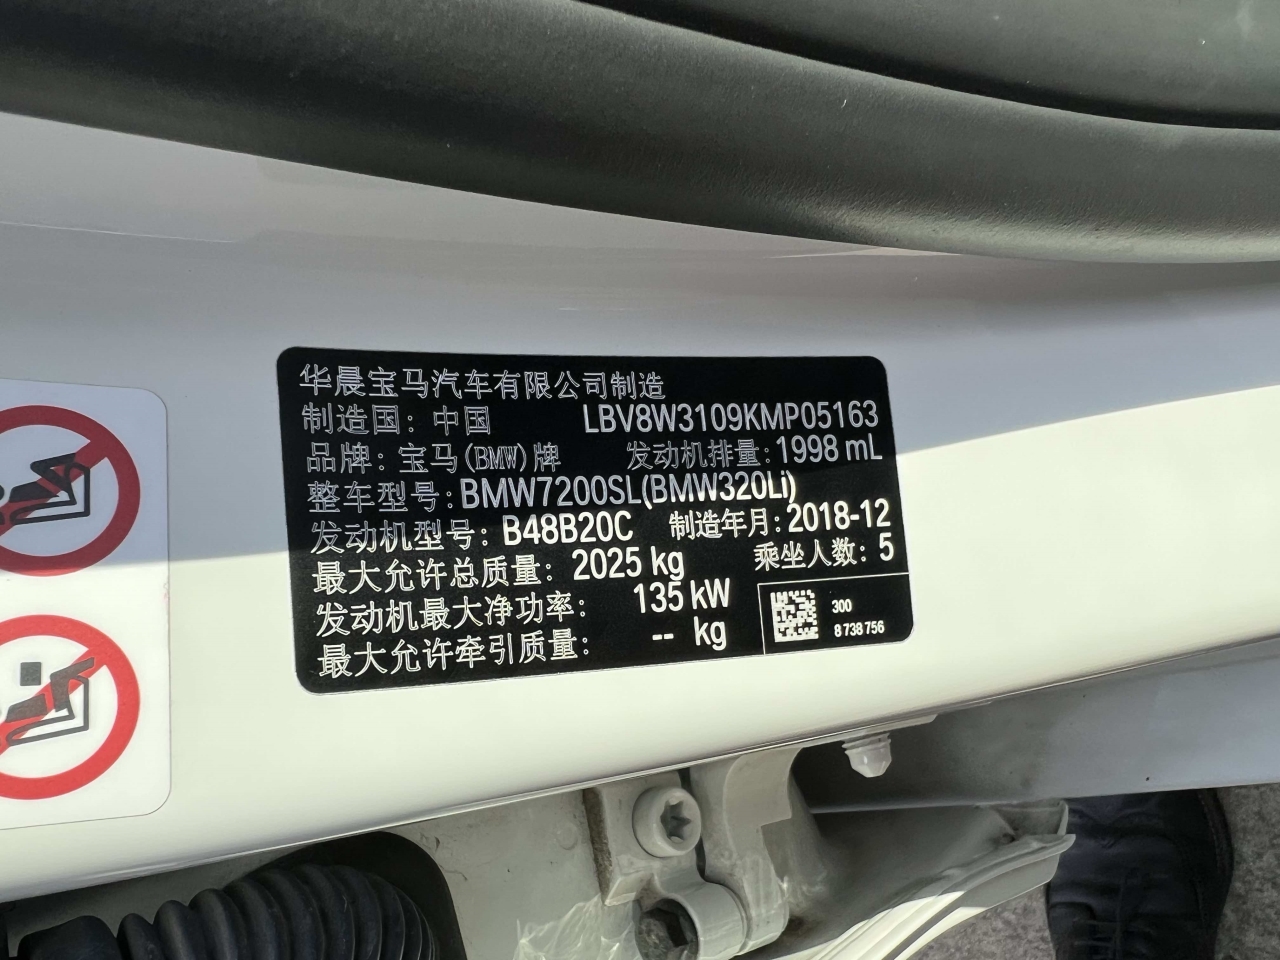 华晨宝马汽车有限公司制造
制造国: 中国 LBV8W3109KMP05163
品牌: 宝马(BMW)牌 发动机排量: 1998 mL
整车型号: BMW7200SL(BMW320Li)
发动机型号: B48B20C 制造年月: 2018-12
最大允许总质量: 2025 kg 乘坐人数: 5
发动机最大净功率: 135 kW
最大允许牵引质量: -- kg
300
8 738 756